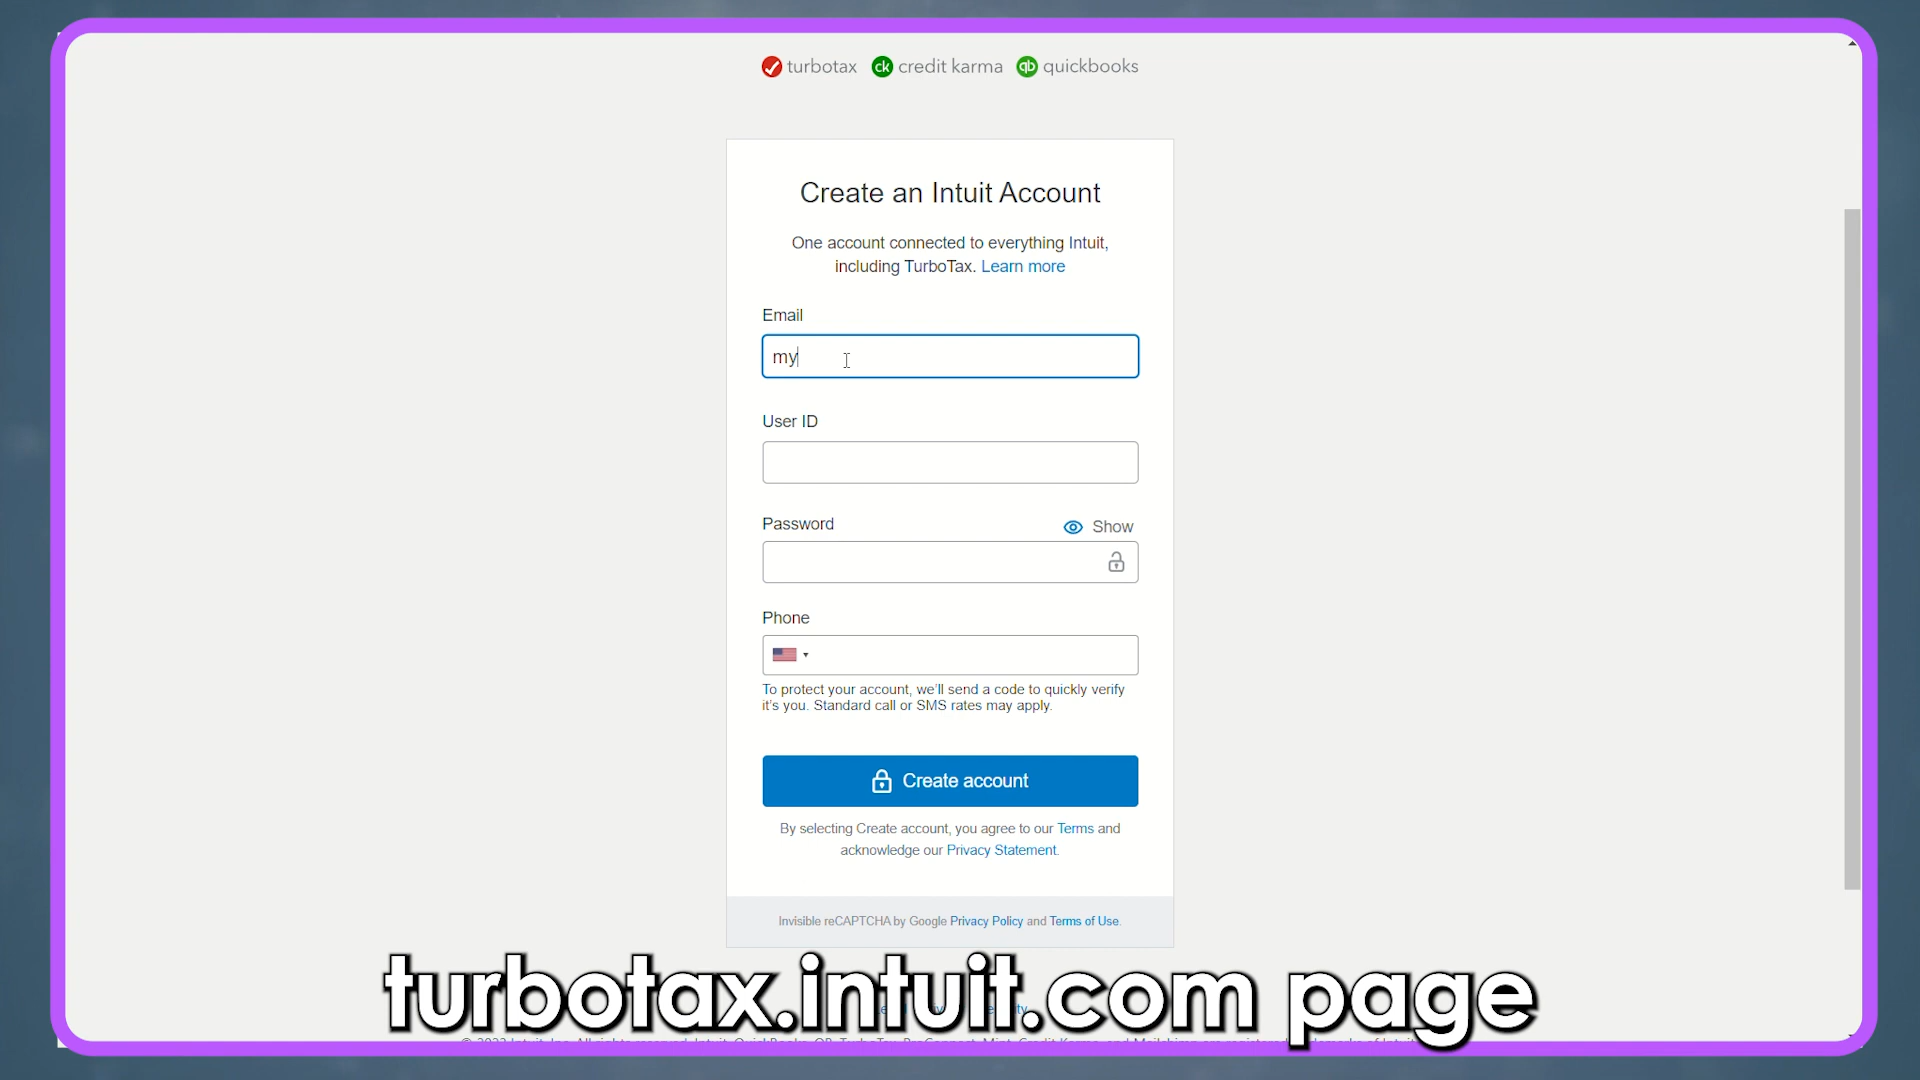 turbotax credit karma quickbooks
Create an Intuit Account
One account connected to everything Intuit,
including TurboTax. Learn more
Email
my
User ID
Password Show
Phone
To protect your account, we'll send a code to quickly verify
it's you. Standard call or SMS rates may apply.
Create account
By selecting Create account, you agree to our Terms and
acknowledge our Privacy Statement.
Invisible reCAPTCHA by Google Privacy Policy and Terms of Use.
turbotax.intuit.com page